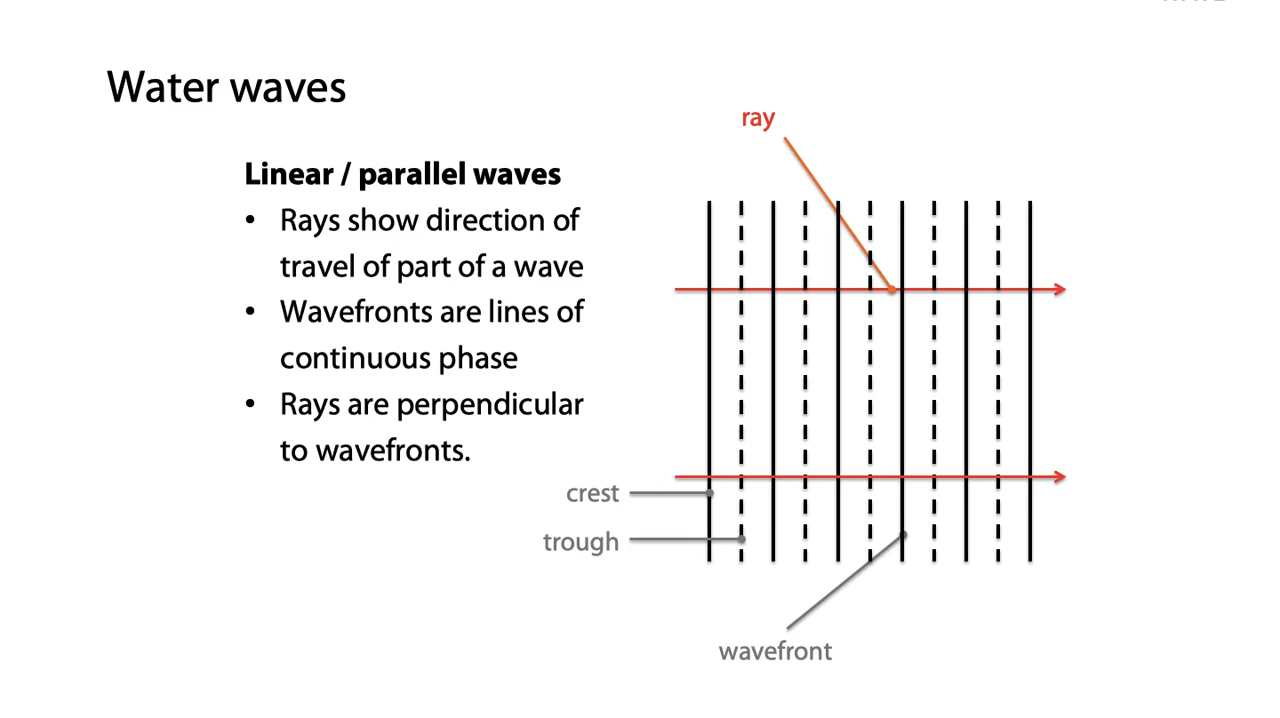 Water waves
ray
Linear / parallel waves
• Rays show direction of
travel of part of a wave
• Wavefronts are lines of
continuous phase
• Rays are perpendicular
to wavefronts.
crest
trough
wavefront